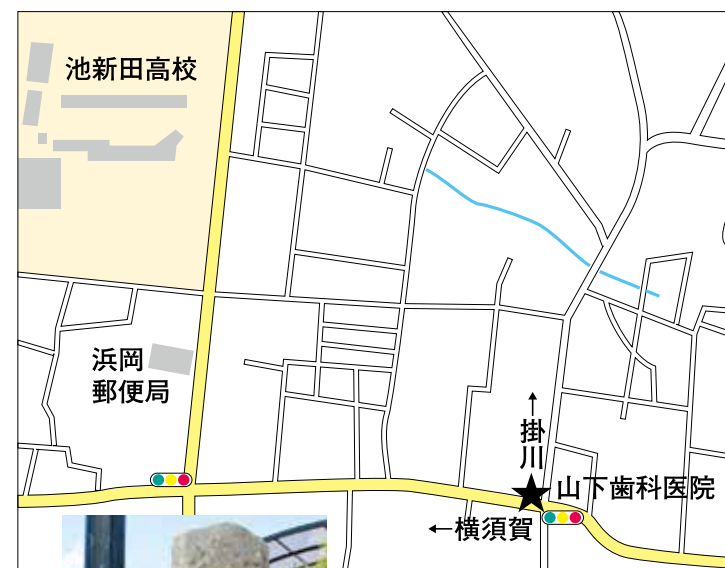 池新田高校
浜岡
郵便局
↑掛川
山下歯科医院
←横須賀